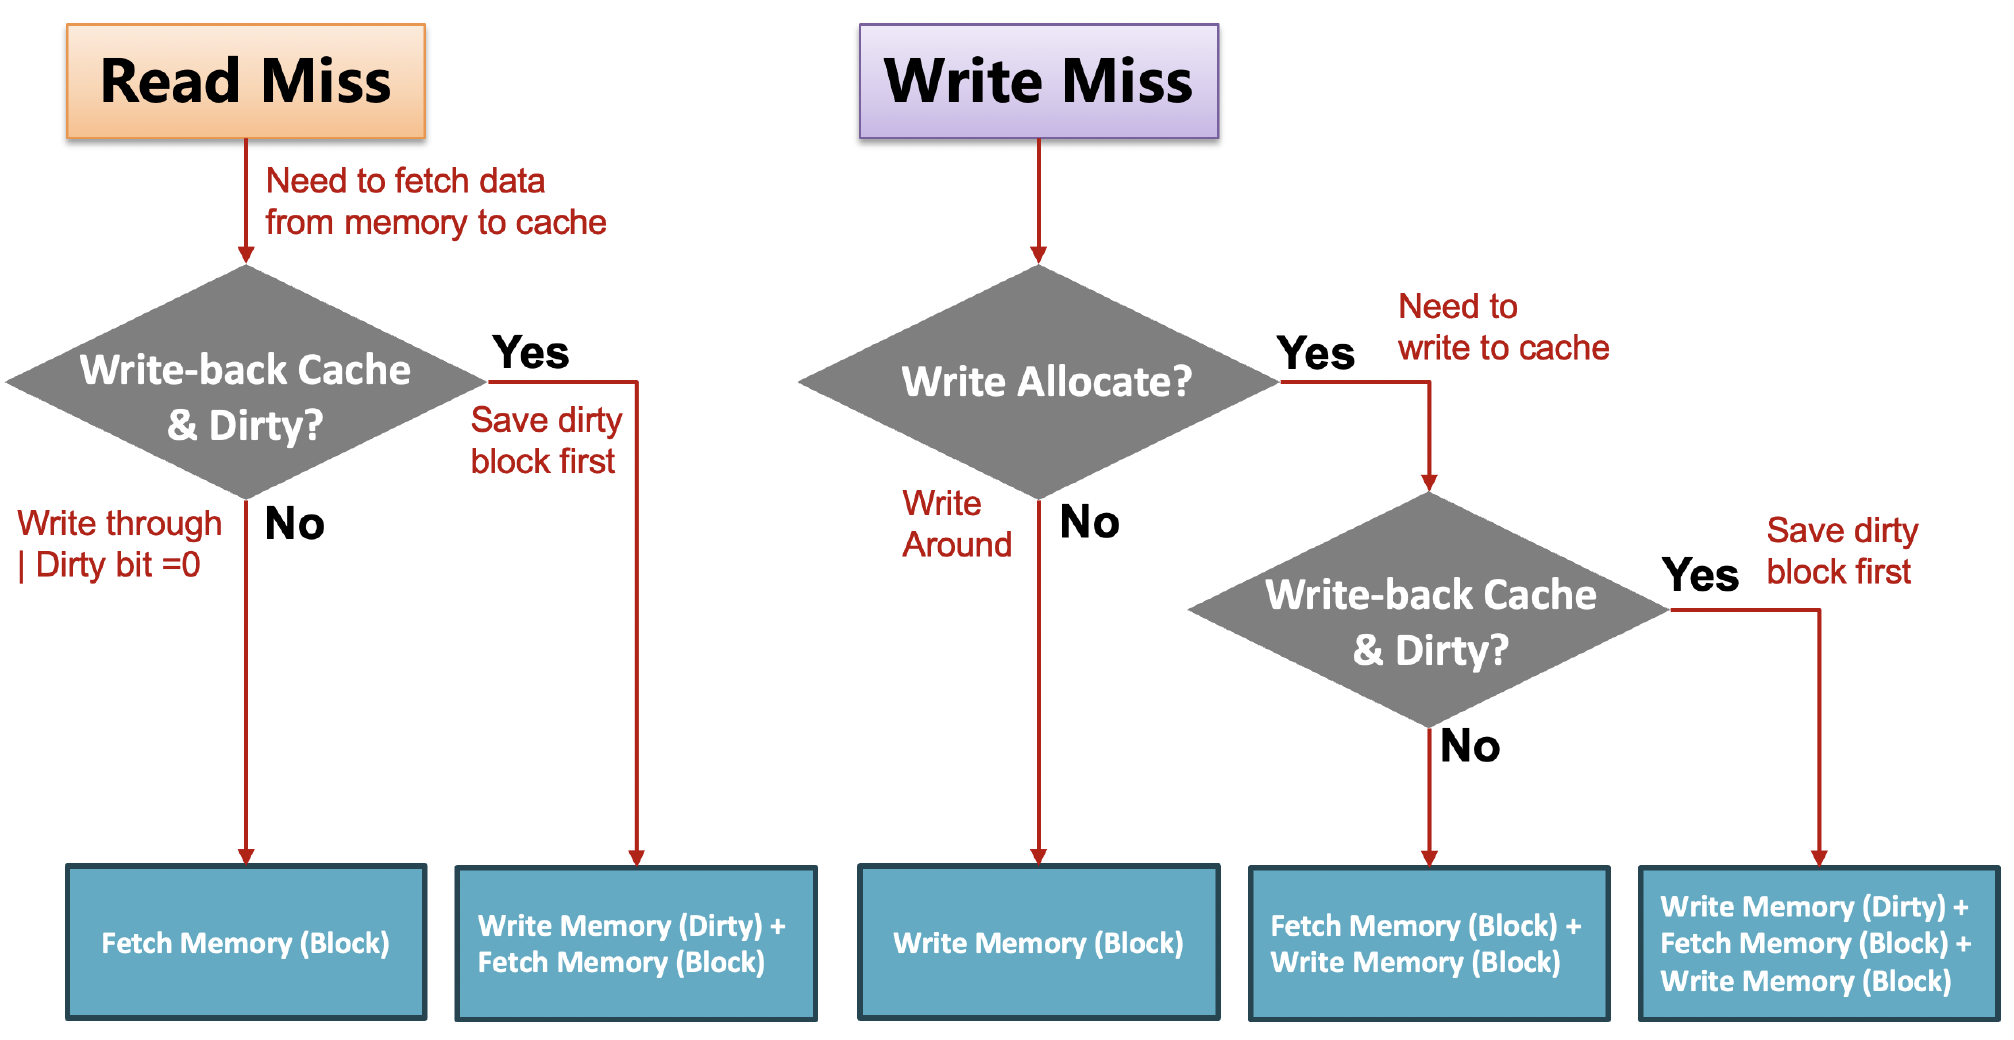 Read Miss
Need to fetch data
from memory to cache
Write-back Cache
& Dirty?
Yes
Save dirty
block first
No
Write through
| Dirty bit =0
Fetch Memory (Block)
Write Memory (Dirty) +
Fetch Memory (Block)
Write Miss
Write Allocate?
Yes
Need to
write to cache
No
Write
Around
Write-back Cache
& Dirty?
Yes
Save dirty
block first
No
Write Memory (Block)
Fetch Memory (Block) +
Write Memory (Block)
Write Memory (Dirty) +
Fetch Memory (Block) +
Write Memory (Block)